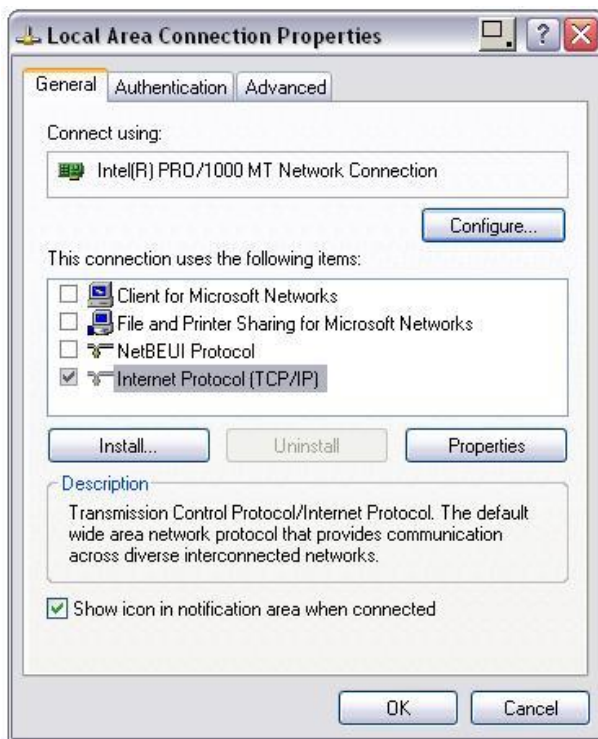 Local Area Connection Properties
General Authentication Advanced
Connect using:
Intel(R) PRO/1000 MT Network Connection
Configure...
This connection uses the following items:
Client for Microsoft Networks
File and Printer Sharing for Microsoft Networks
NetBEUI Protocol
Internet Protocol (TCP/IP)
Install... Uninstall Properties
Description
Transmission Control Protocol/Internet Protocol. The default
wide area network protocol that provides communication
across diverse interconnected networks.
Show icon in notification area when connected
OK Cancel